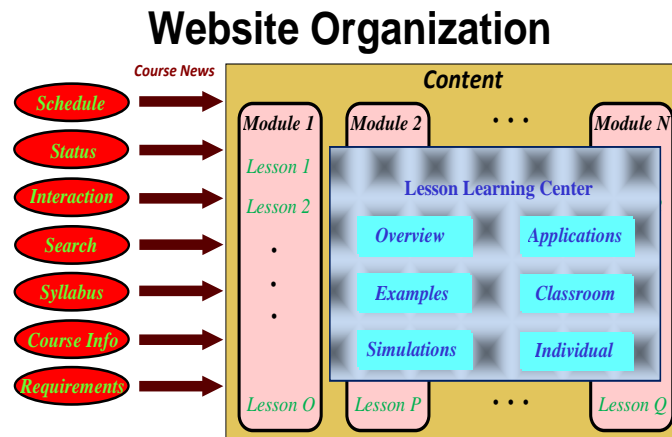 Website Organization
Course News
Content
Schedule
Status
Interaction
Search
Syllabus
Course Info
Requirements
Module 1
Module 2
• • •
Module N
Lesson 1
Lesson 2
•
•
•
Lesson O
Lesson Learning Center
Overview
Applications
Examples
Classroom
Simulations
Individual
Lesson P
• • •
Lesson Q